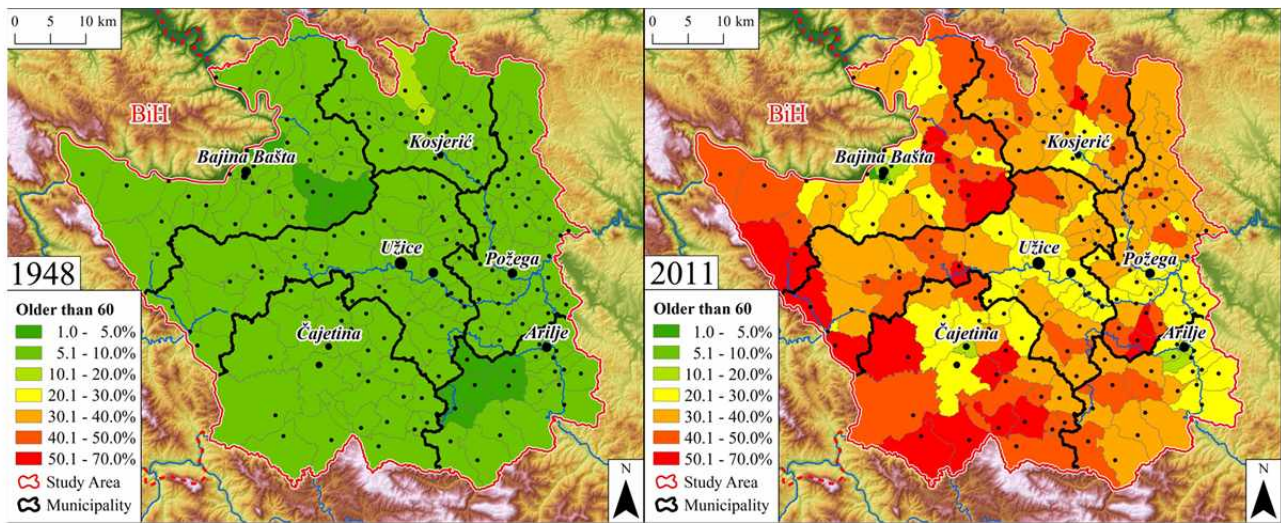 0 5 10 km
BiH
Kosjerić
Bajina Bašta
Užice
Požega
1948
Čajetina
Arilje
Older than 60
1.0 - 5.0%
5.1 - 10.0%
10.1 - 20.0%
20.1 - 30.0%
30.1 - 40.0%
40.1 - 50.0%
50.1 - 70.0%
Study Area
Municipality
N
0 5 10 km
BiH
Kosjerić
Bajina Bašta
Užice
Požega
2011
Čajetina
Arilje
Older than 60
1.0 - 5.0%
5.1 - 10.0%
10.1 - 20.0%
20.1 - 30.0%
30.1 - 40.0%
40.1 - 50.0%
50.1 - 70.0%
Study Area
Municipality
N